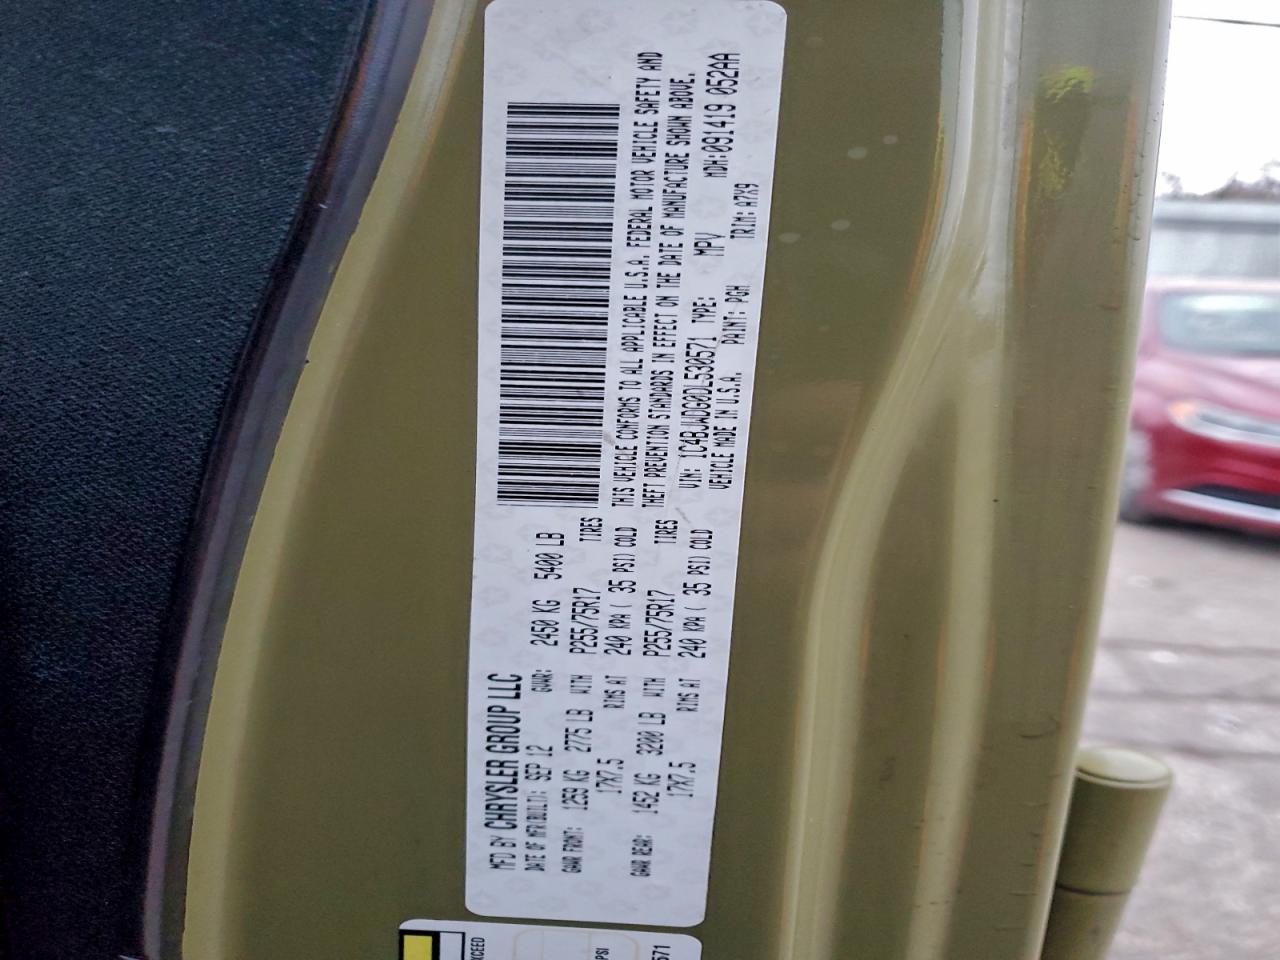 MFD BY CHRYSLER GROUP LLC
DATE OF MFR(BUILT): SEP 12 GVWR: 2450 KG 5400 LB
GAWR FRONT: 1259 KG 2775 LB WITH P255/75R17 TIRES
17X7.5 RIMS AT 240 KPA ( 35 PSI) COLD
GAWR REAR: 1452 KG 3200 LB WITH P255/75R17 TIRES
17X7.5 RIMS AT 240 KPA ( 35 PSI) COLD
THIS VEHICLE CONFORMS TO ALL APPLICABLE U.S.A. FEDERAL MOTOR VEHICLE SAFETY AND
THEFT PREVENTION STANDARDS IN EFFECT ON THE DATE OF MANUFACTURE SHOWN ABOVE.
VIN: 1C4BJWDG0DL530571 TYPE: MPV MDH:091419 052AA
VEHICLE MADE IN U.S.A. PAINT: PGH TRIM: A7X9
XCEED
PSI
571